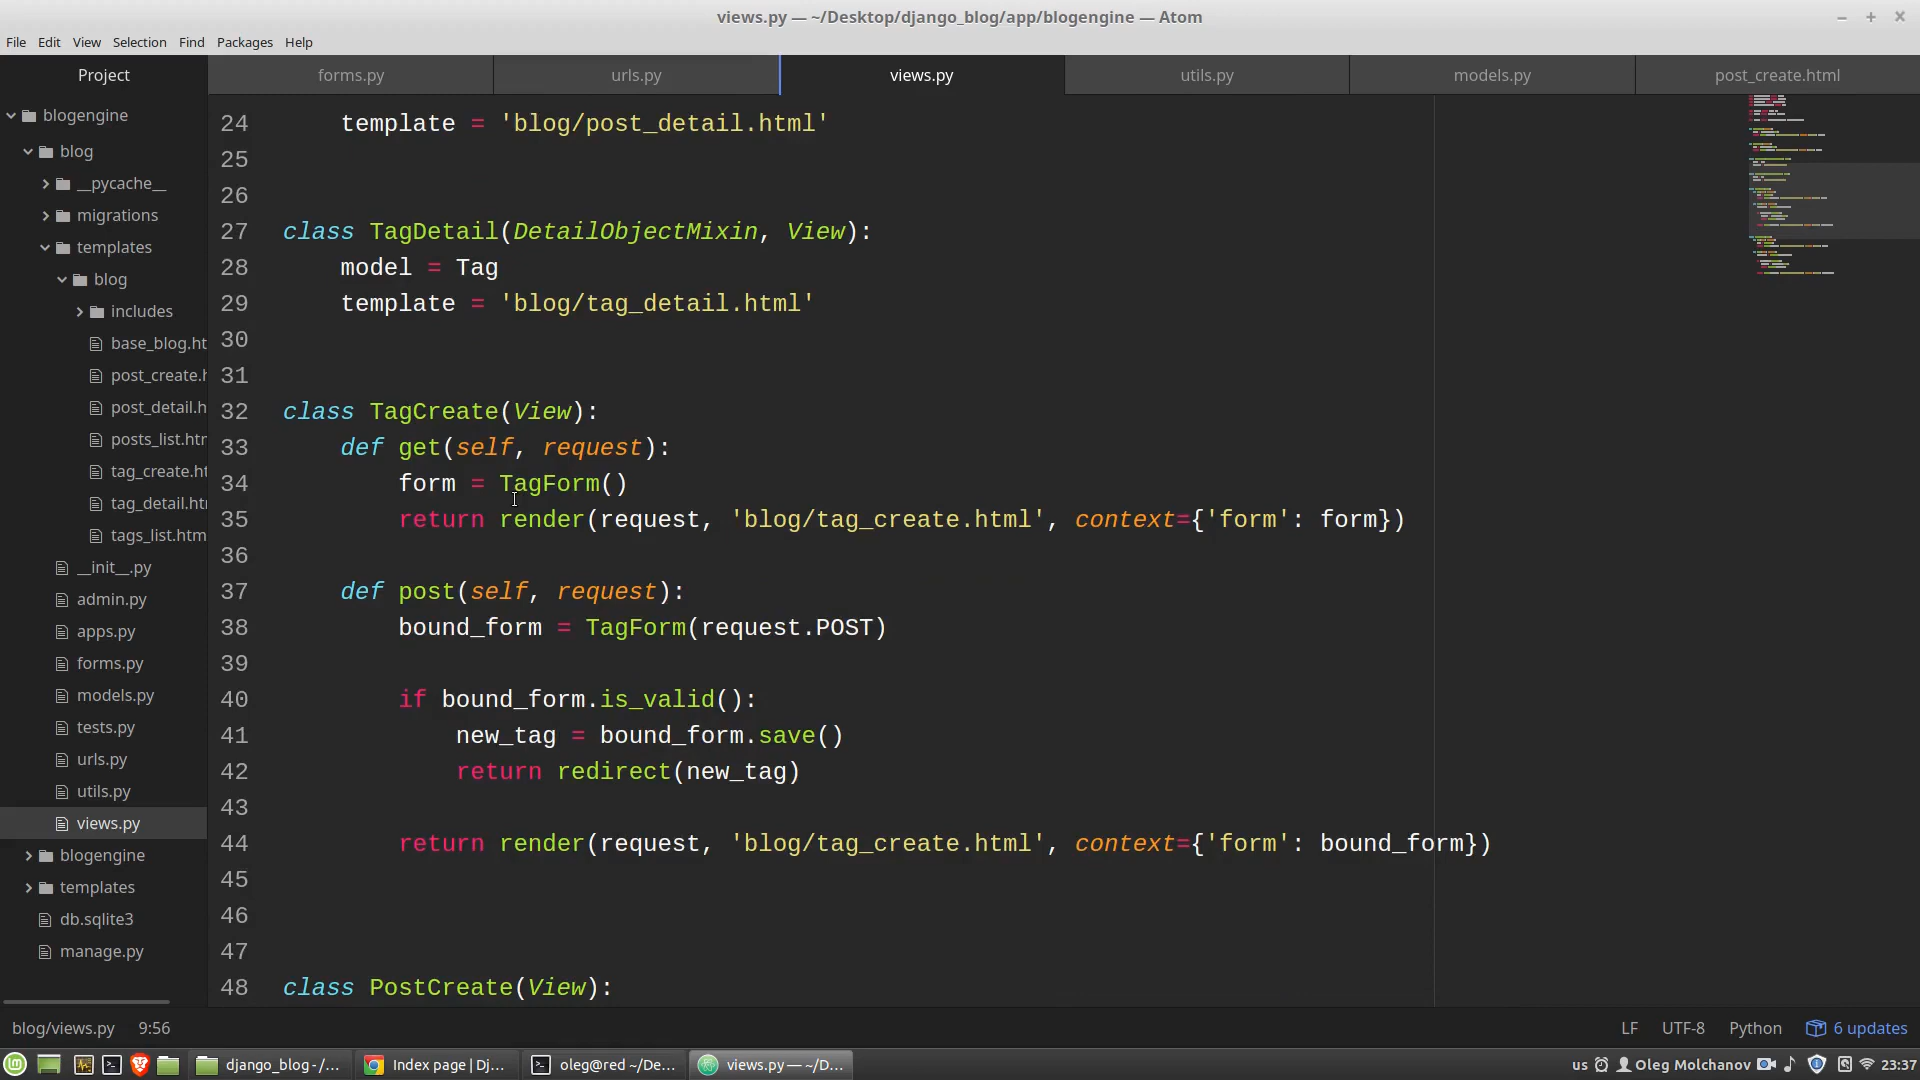 views.py — ~/Desktop/django_blog/app/blogengine — Atom
File Edit View Selection Find Packages Help
Project
forms.py urls.py views.py utils.py models.py post_create.html
blogengine
blog
__pycache__
migrations
templates
blog
includes
base_blog.ht
post_create.h
post_detail.h
posts_list.htm
tag_create.ht
tag_detail.htm
tags_list.htm
__init__.py
admin.py
apps.py
forms.py
models.py
tests.py
urls.py
utils.py
views.py
blogengine
templates
db.sqlite3
manage.py
24 template = 'blog/post_detail.html'
25
26
27 class TagDetail(DetailObjectMixin, View):
28 model = Tag
29 template = 'blog/tag_detail.html'
30
31
32 class TagCreate(View):
33 def get(self, request):
34 form = TagForm()
35 return render(request, 'blog/tag_create.html', context={'form': form})
36
37 def post(self, request):
38 bound_form = TagForm(request.POST)
39
40 if bound_form.is_valid():
41 new_tag = bound_form.save()
42 return redirect(new_tag)
43
44 return render(request, 'blog/tag_create.html', context={'form': bound_form})
45
46
47
48 class PostCreate(View):
blog/views.py 9:56 LF UTF-8 Python 6 updates
django_blog - /... Index page | Dj... oleg@red ~/De... views.py — ~/D... us Oleg Molchanov 23:37